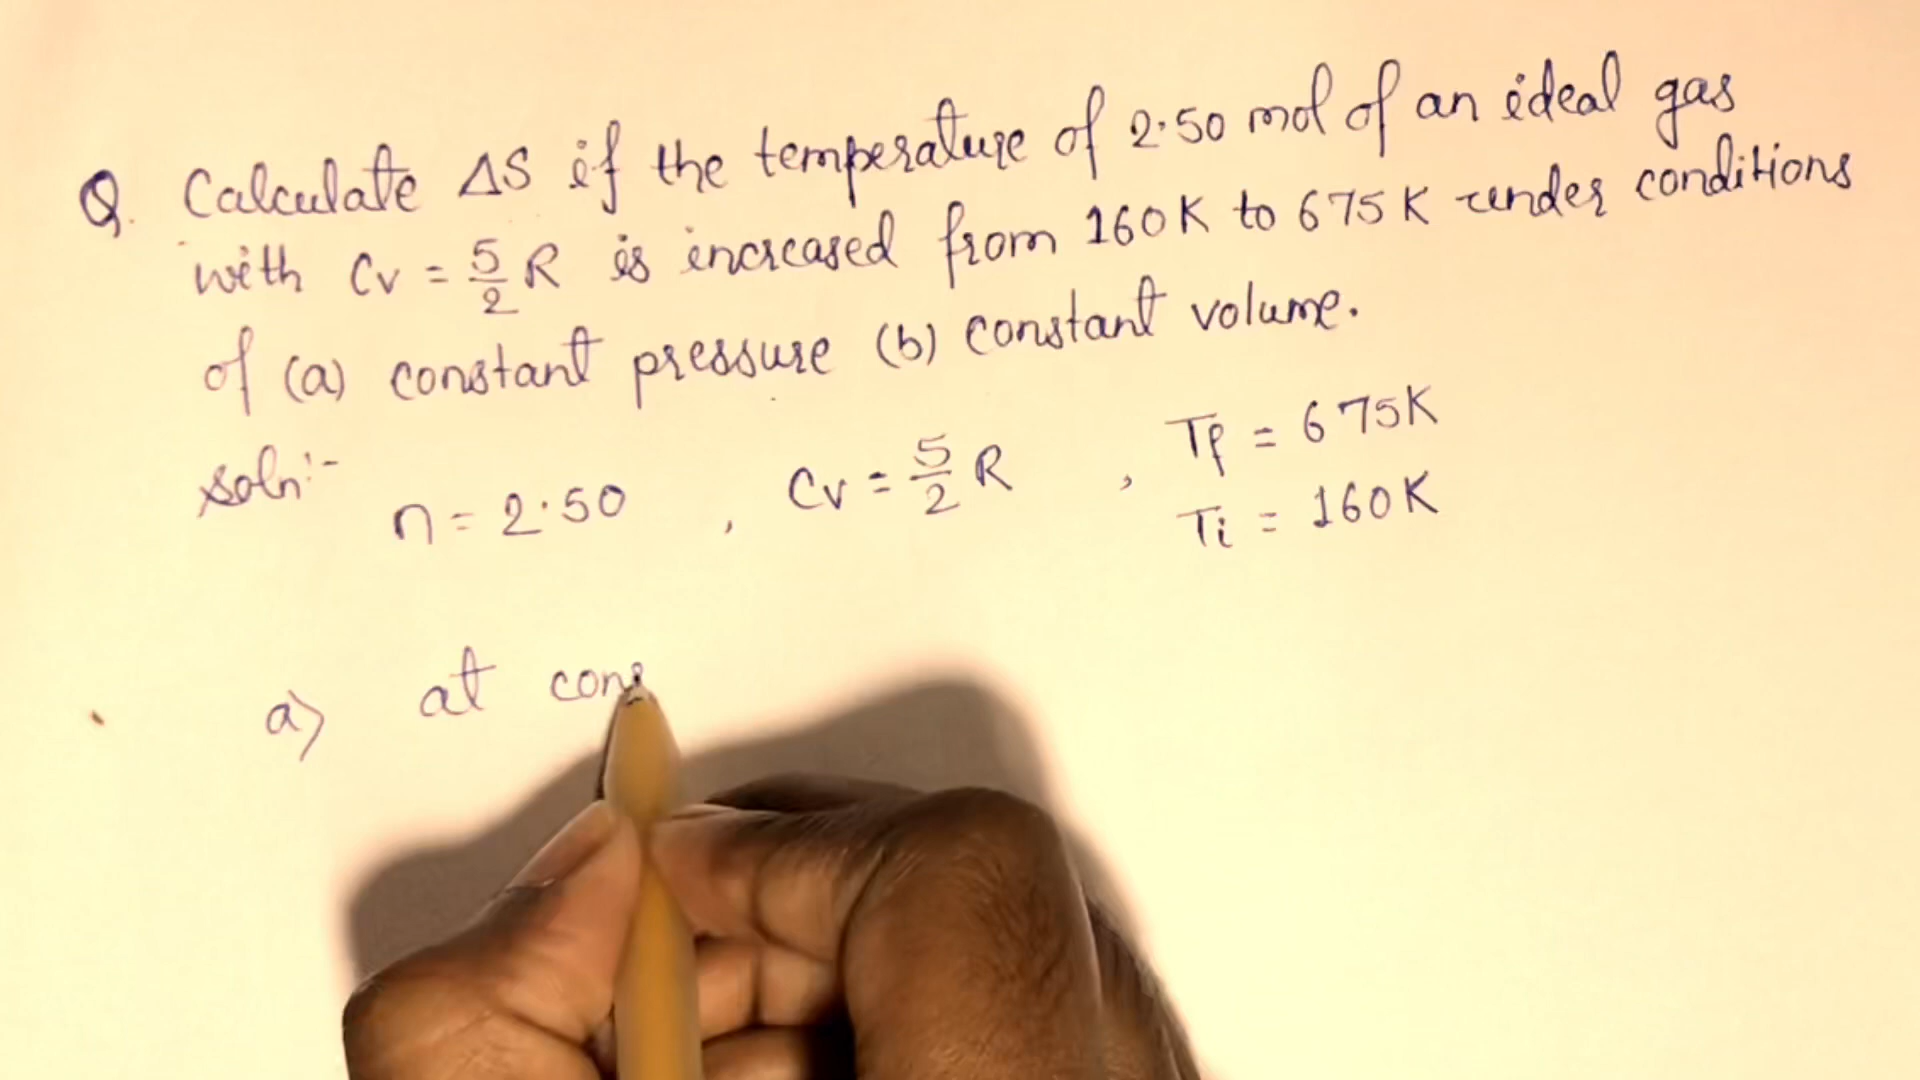 Q. Calculate ΔS if the temperature of 2.50 mol of an ideal gas
with Cv = 5/2 R is increased from 160K to 675K under conditions
of (a) constant pressure (b) constant volume.
soln:-
n = 2.50 , Cv = 5/2 R , Tf = 675K
Ti = 160K
a) at cons